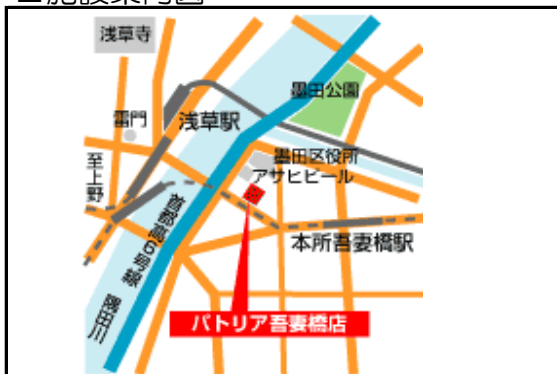 浅草寺
墨田公園
雷門
浅草駅
墨田区役所
アサヒビール
至上野
首都高6号線
隅田川
本所吾妻橋駅
パトリア吾妻橋店